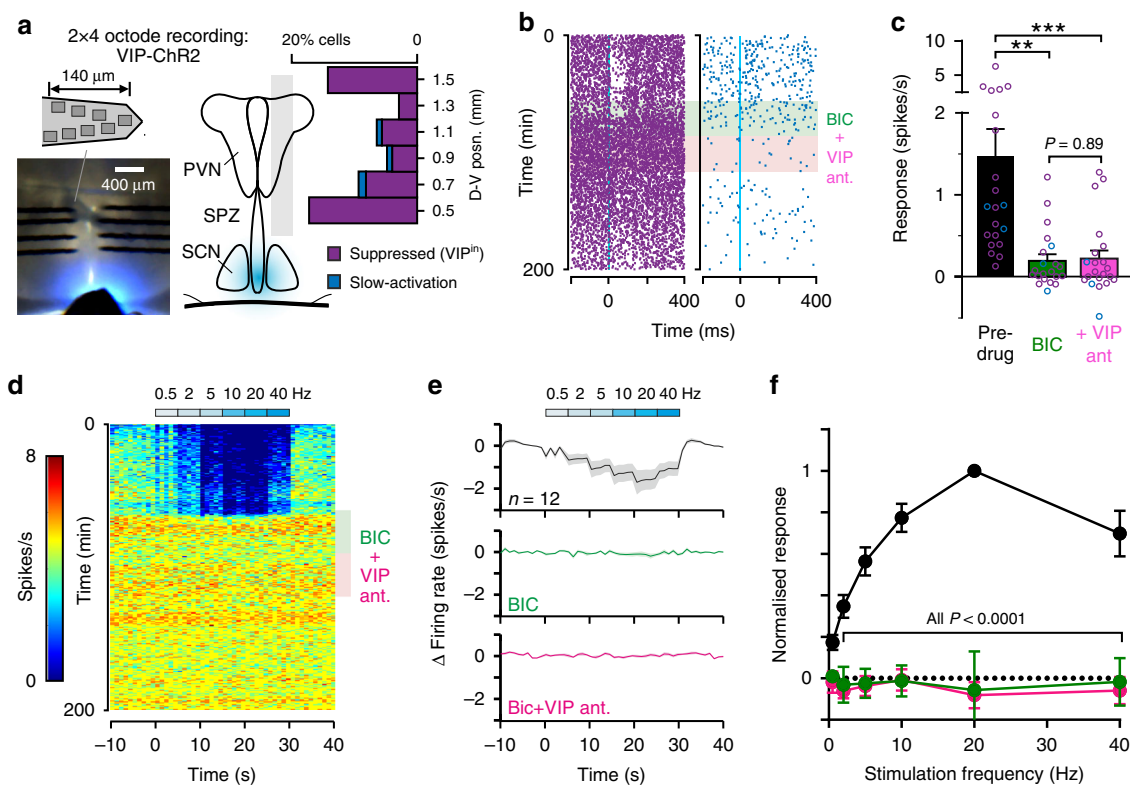 a
2×4 octode recording:
VIP-ChR2
140 µm
400 µm
PVN
SPZ
SCN
20% cells
0
1.5
1.3
1.1
0.9
0.7
0.5
D-V posn. (mm)
Suppressed (VIPin)
Slow-activation
b
0
200
Time (min)
0
400
0
400
Time (ms)
BIC
+
VIP
ant.
c
***
**
P = 0.89
10
6
2
2
1
0
Response (spikes/s)
Pre-
drug
BIC
+ VIP
ant
d
0.5
2
5
10
20
40 Hz
8
0
Spikes/s
0
200
Time (min)
BIC
+
VIP
ant.
−10
0
10
20
30
40
Time (s)
e
0.5
2
5
10
20
40 Hz
0
−2
n = 12
0
−2
BIC
0
−2
Bic+VIP ant.
Δ Firing rate (spikes/s)
−10
0
10
20
30
40
Time (s)
f
1
0
Normalised response
All P < 0.0001
0
10
20
30
40
Stimulation frequency (Hz)